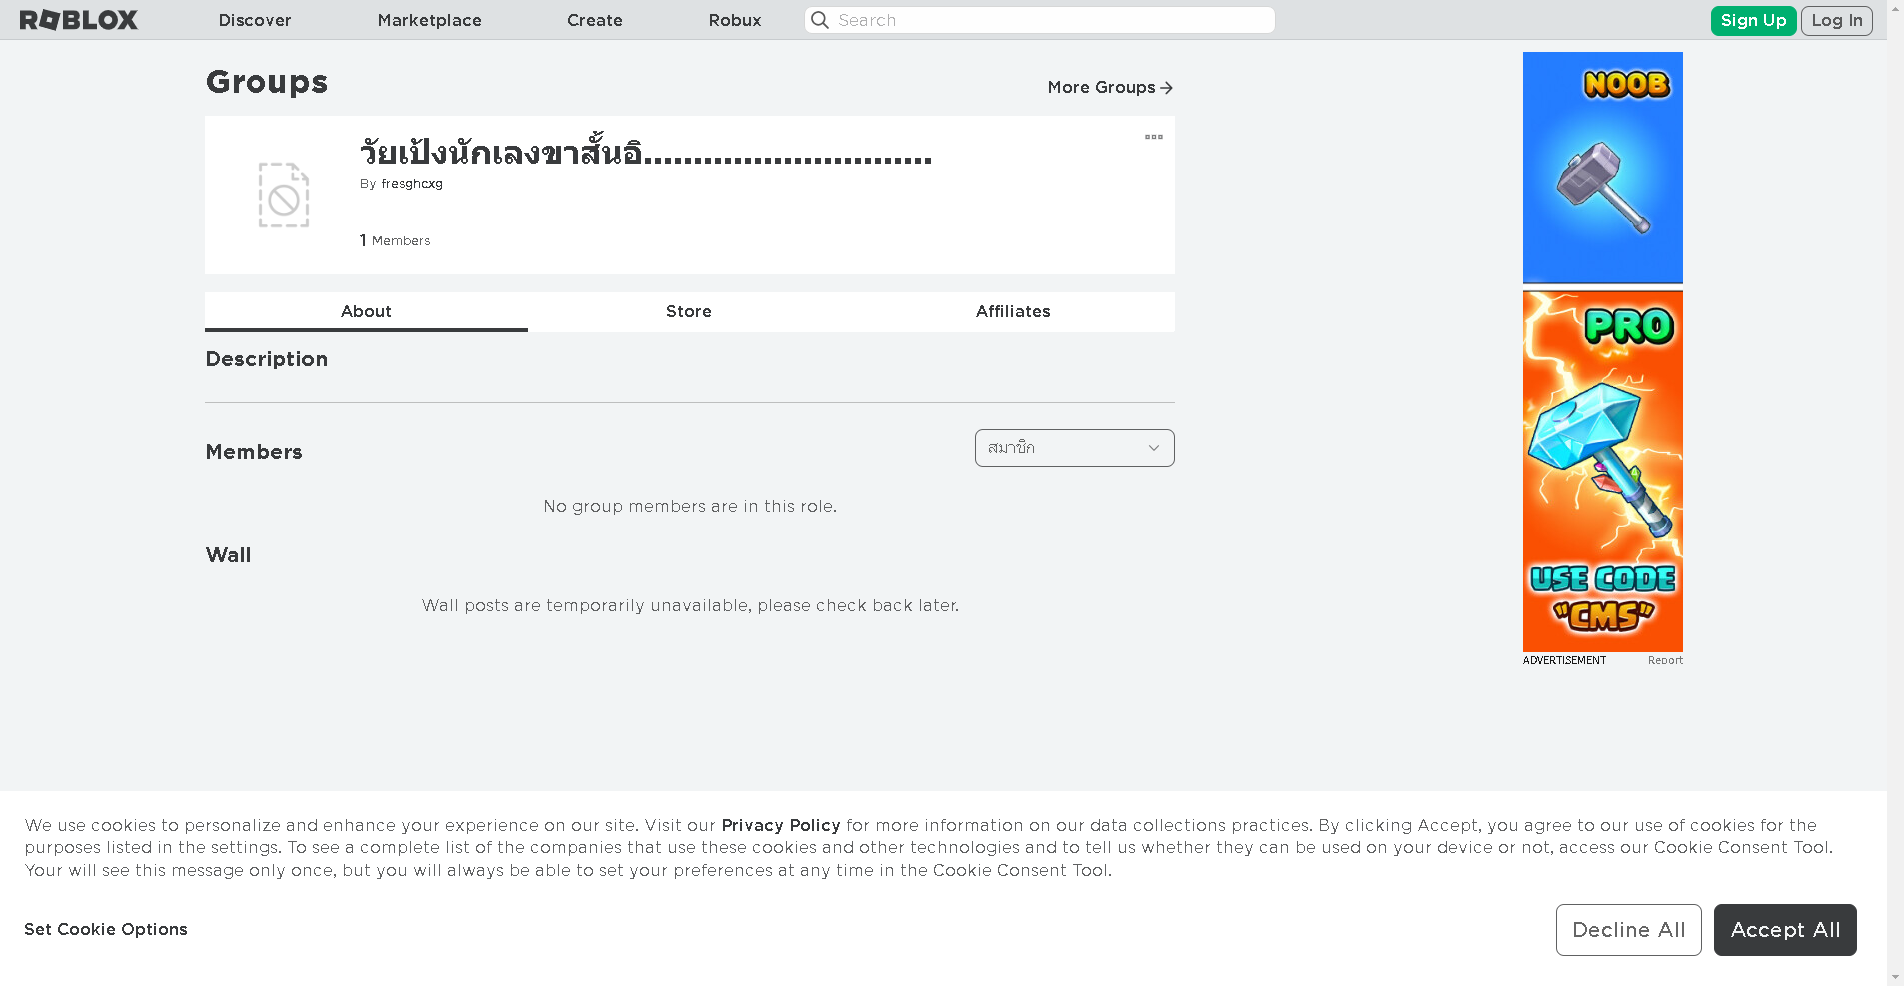 ROBLOX
Discover
Marketplace
Create
Robux
Search
Sign Up
Log In
Groups
More Groups
วัยเป้งนักเลงขาสั้นอิ.............................
By fresghcxg
1 Members
About
Store
Affiliates
Description
Members
สมาชิก
No group members are in this role.
Wall
Wall posts are temporarily unavailable, please check back later.
NOOB
PRO
USE CODE
"CMS"
ADVERTISEMENT
Report
We use cookies to personalize and enhance your experience on our site. Visit our Privacy Policy for more information on our data collections practices. By clicking Accept, you agree to our use of cookies for the
purposes listed in the settings. To see a complete list of the companies that use these cookies and other technologies and to tell us whether they can be used on your device or not, access our Cookie Consent Tool.
Your will see this message only once, but you will always be able to set your preferences at any time in the Cookie Consent Tool.
Set Cookie Options
Decline All
Accept All